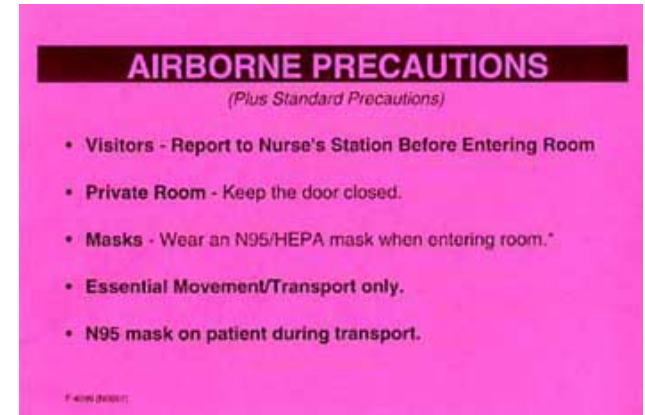 AIRBORNE PRECAUTIONS
(Plus Standard Precautions)
• Visitors - Report to Nurse's Station Before Entering Room
• Private Room - Keep the door closed.
• Masks - Wear an N95/HEPA mask when entering room.*
• Essential Movement/Transport only.
• N95 mask on patient during transport.